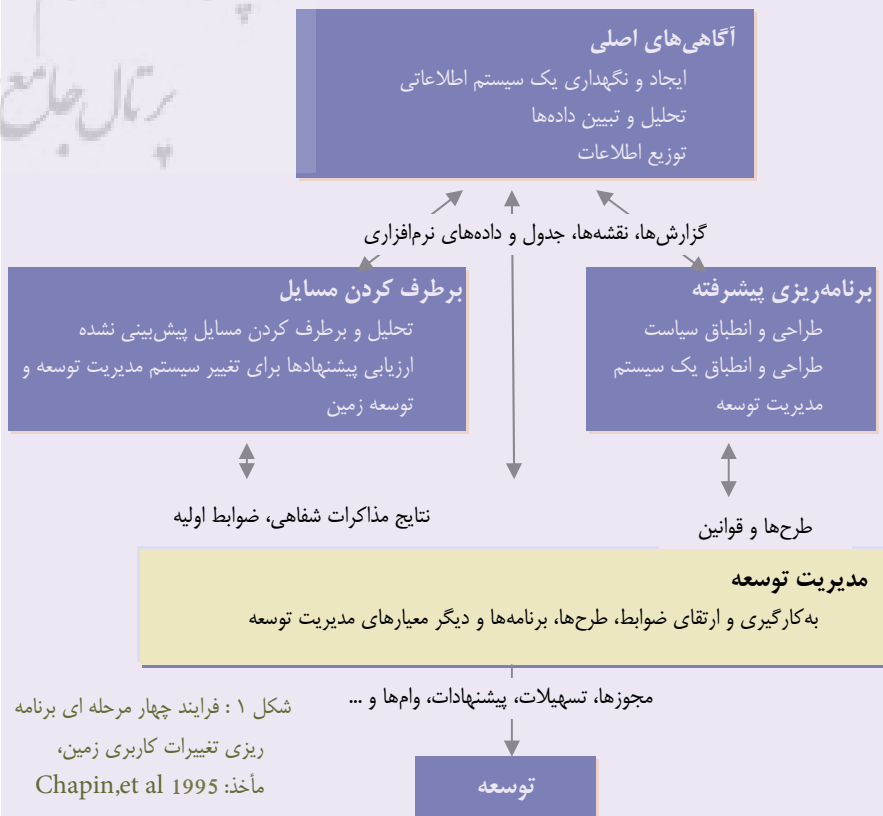 پرتال جامع
آگاهی‌های اصلی
ایجاد و نگهداری یک سیستم اطلاعاتی
تحلیل و تبیین داده‌ها
توزیع اطلاعات
گزارش‌ها، نقشه‌ها، جدول و داده‌های نرم‌افزاری
برنامه‌ریزی پیشرفته
طراحی و انطباق سیاست
طراحی و انطباق یک سیستم
مدیریت توسعه
برطرف کردن مسایل
تحلیل و برطرف کردن مسایل پیش‌بینی نشده
ارزیابی پیشنهادها برای تغییر سیستم مدیریت توسعه و
توسعه زمین
طرح‌ها و قوانین
نتایج مذاکرات شفاهی، ضوابط اولیه
مدیریت توسعه
به‌کارگیری و ارتقای ضوابط، طرح‌ها، برنامه‌ها و دیگر معیارهای مدیریت توسعه
مجوزها، تسهیلات، پیشنهادات، وام‌ها و ...
توسعه
شکل ۱ : فرایند چهار مرحله ای برنامه
ریزی تغییرات کاربری زمین،
مأخذ: Chapin,et al 1995